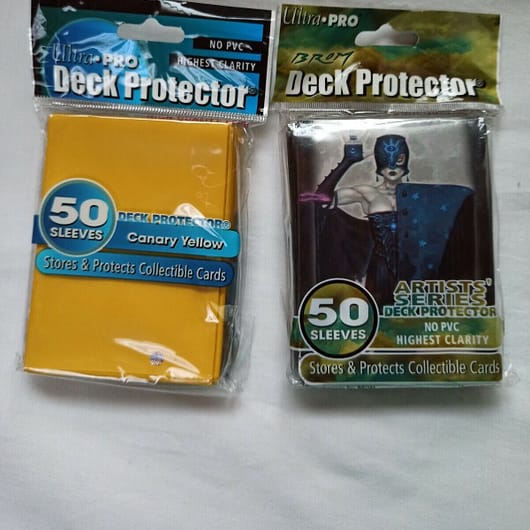 Ultra•PRO
NO PVC
HIGHEST CLARITY
Deck Protector®
50
SLEEVES
DECK PROTECTOR®
Canary Yellow
Stores & Protects Collectible Cards
Ultra•PRO
BROM
Deck Protector®
ARTISTS'
SERIES
DECK PROTECTOR
50
SLEEVES
NO PVC
HIGHEST CLARITY
Stores & Protects Collectible Cards